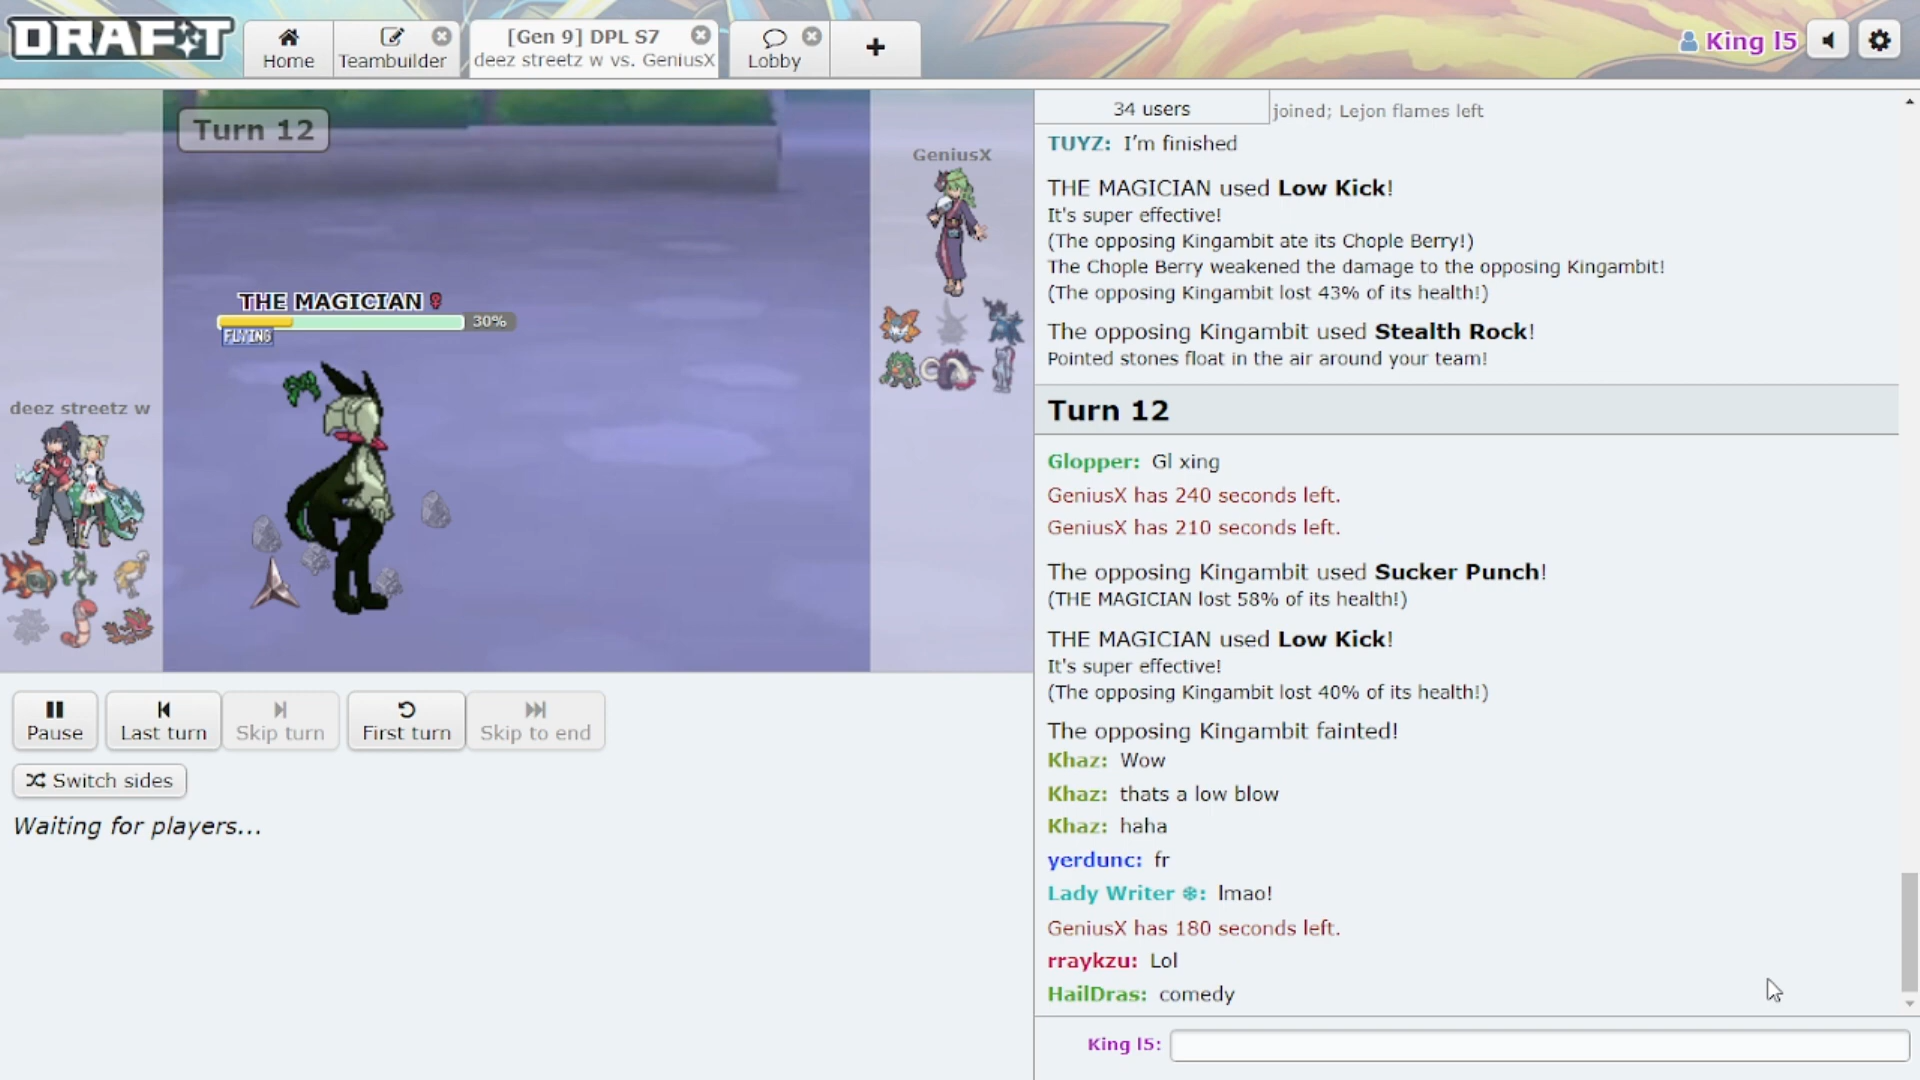 DRAFT
Home
Teambuilder
[Gen 9] DPL S7
deez streetz w vs. GeniusX
Lobby
King l5
Turn 12
GeniusX
THE MAGICIAN
30%
FLYING
deez streetz w
Pause
Last turn
Skip turn
First turn
Skip to end
Switch sides
Waiting for players...
34 users
joined; Lejon flames left
TUYZ: I’m finished
THE MAGICIAN used Low Kick!
It's super effective!
(The opposing Kingambit ate its Chople Berry!)
The Chople Berry weakened the damage to the opposing Kingambit!
(The opposing Kingambit lost 43% of its health!)
The opposing Kingambit used Stealth Rock!
Pointed stones float in the air around your team!
Turn 12
Glopper: Gl xing
GeniusX has 240 seconds left.
GeniusX has 210 seconds left.
The opposing Kingambit used Sucker Punch!
(THE MAGICIAN lost 58% of its health!)
THE MAGICIAN used Low Kick!
It's super effective!
(The opposing Kingambit lost 40% of its health!)
The opposing Kingambit fainted!
Khaz: Wow
Khaz: thats a low blow
Khaz: haha
yerdunc: fr
Lady Writer ❄: lmao!
GeniusX has 180 seconds left.
rraykzu: Lol
HailDras: comedy
King l5: